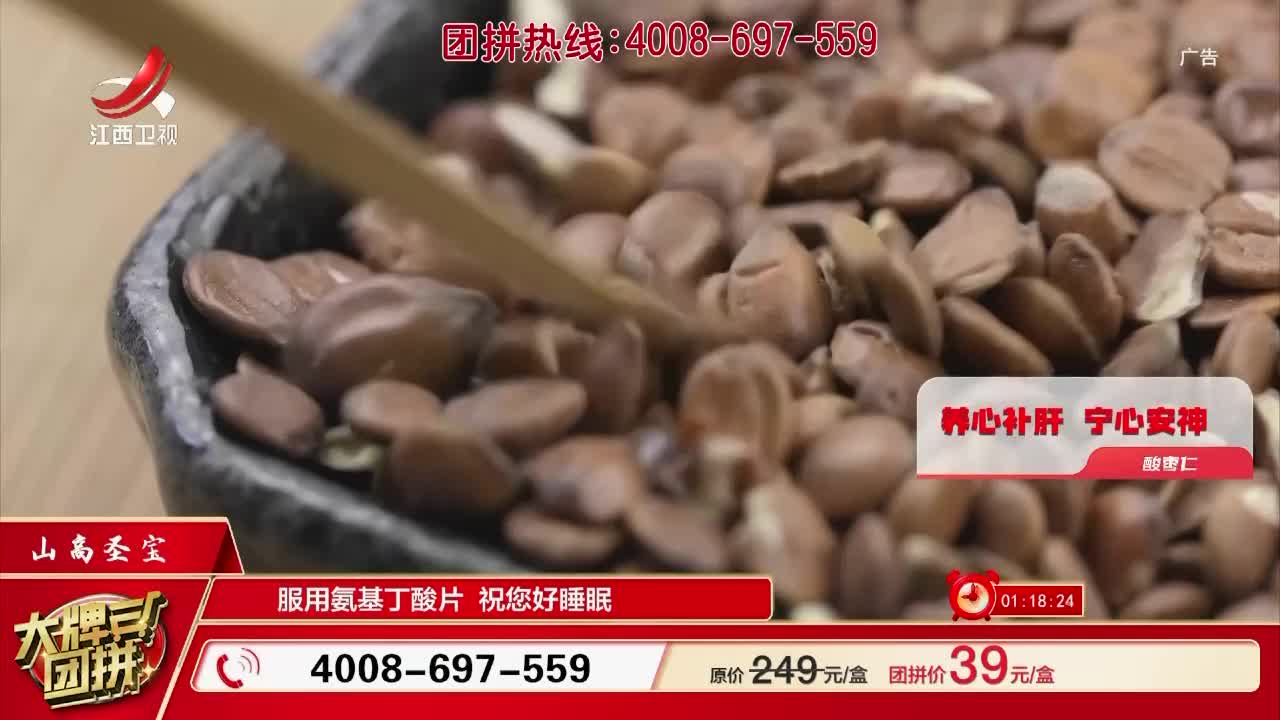 团拼热线:4008-697-559
广告
江西卫视
养心补肝 宁心安神
酸枣仁
山高圣宝
服用氨基丁酸片 祝您好睡眠
01:18:24
大牌云团拼
4008-697-559
原价249元/盒 团拼价39元/盒